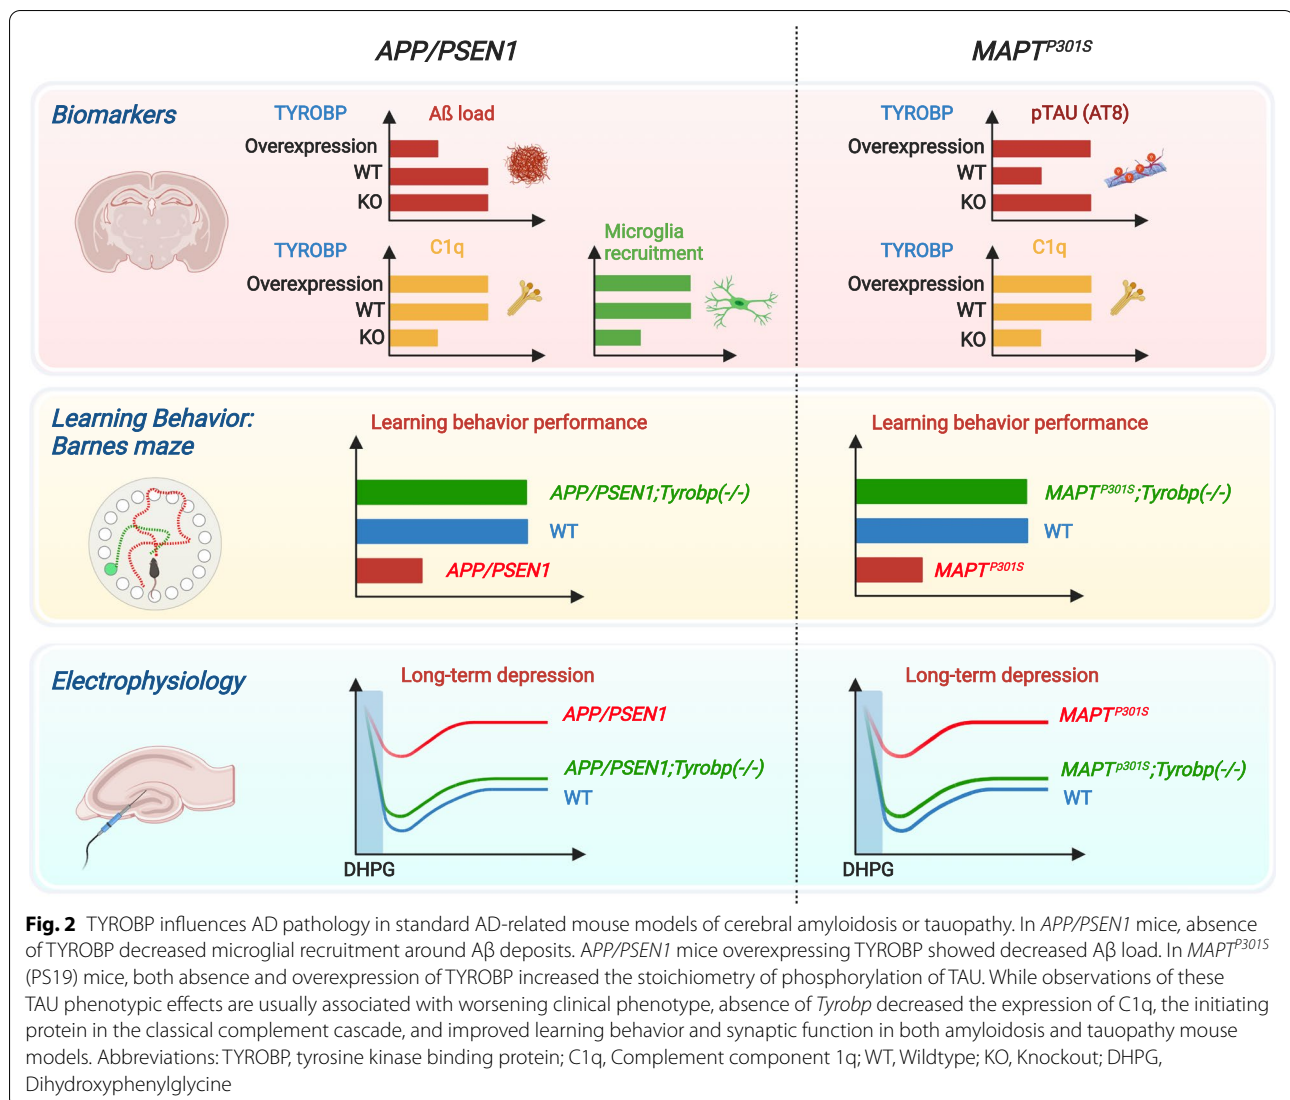 APP/PSEN1
MAPTP301S
Biomarkers
TYROBP
Aß load
Overexpression
WT
KO
TYROBP
C1q
Overexpression
WT
KO
Microglia
recruitment
TYROBP
pTAU (AT8)
Overexpression
WT
KO
TYROBP
C1q
Overexpression
WT
KO
Learning Behavior:
Barnes maze
Learning behavior performance
APP/PSEN1;Tyrobp(-/-)
WT
APP/PSEN1
Learning behavior performance
MAPTP301S;Tyrobp(-/-)
WT
MAPTP301S
Electrophysiology
Long-term depression
APP/PSEN1
APP/PSEN1;Tyrobp(-/-)
WT
DHPG
Long-term depression
MAPTP301S
MAPTp301S;Tyrobp(-/-)
WT
DHPG
Fig. 2 TYROBP influences AD pathology in standard AD-related mouse models of cerebral amyloidosis or tauopathy. In APP/PSEN1 mice, absence
of TYROBP decreased microglial recruitment around Aβ deposits. APP/PSEN1 mice overexpressing TYROBP showed decreased Aβ load. In MAPTP301S
(PS19) mice, both absence and overexpression of TYROBP increased the stoichiometry of phosphorylation of TAU. While observations of these
TAU phenotypic effects are usually associated with worsening clinical phenotype, absence of Tyrobp decreased the expression of C1q, the initiating
protein in the classical complement cascade, and improved learning behavior and synaptic function in both amyloidosis and tauopathy mouse
models. Abbreviations: TYROBP, tyrosine kinase binding protein; C1q, Complement component 1q; WT, Wildtype; KO, Knockout; DHPG,
Dihydroxyphenylglycine